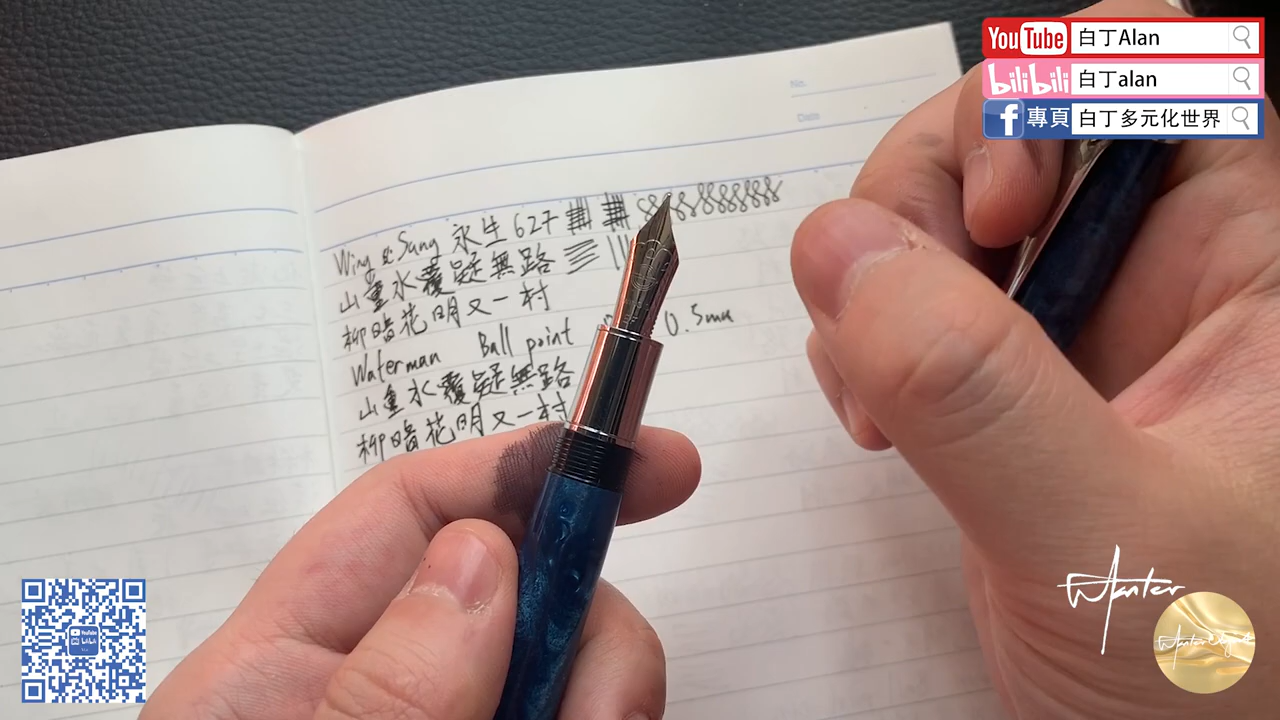 YouTube 白丁Alan
bilibili 白丁alan
f 專頁 白丁多元化世界
No.
Date
Wing Sung 永生 627
山重水覆疑無路
柳暗花明又一村
Waterman Ball point 0.5mm
山重水覆疑無路
柳暗花明又一村
Wanter